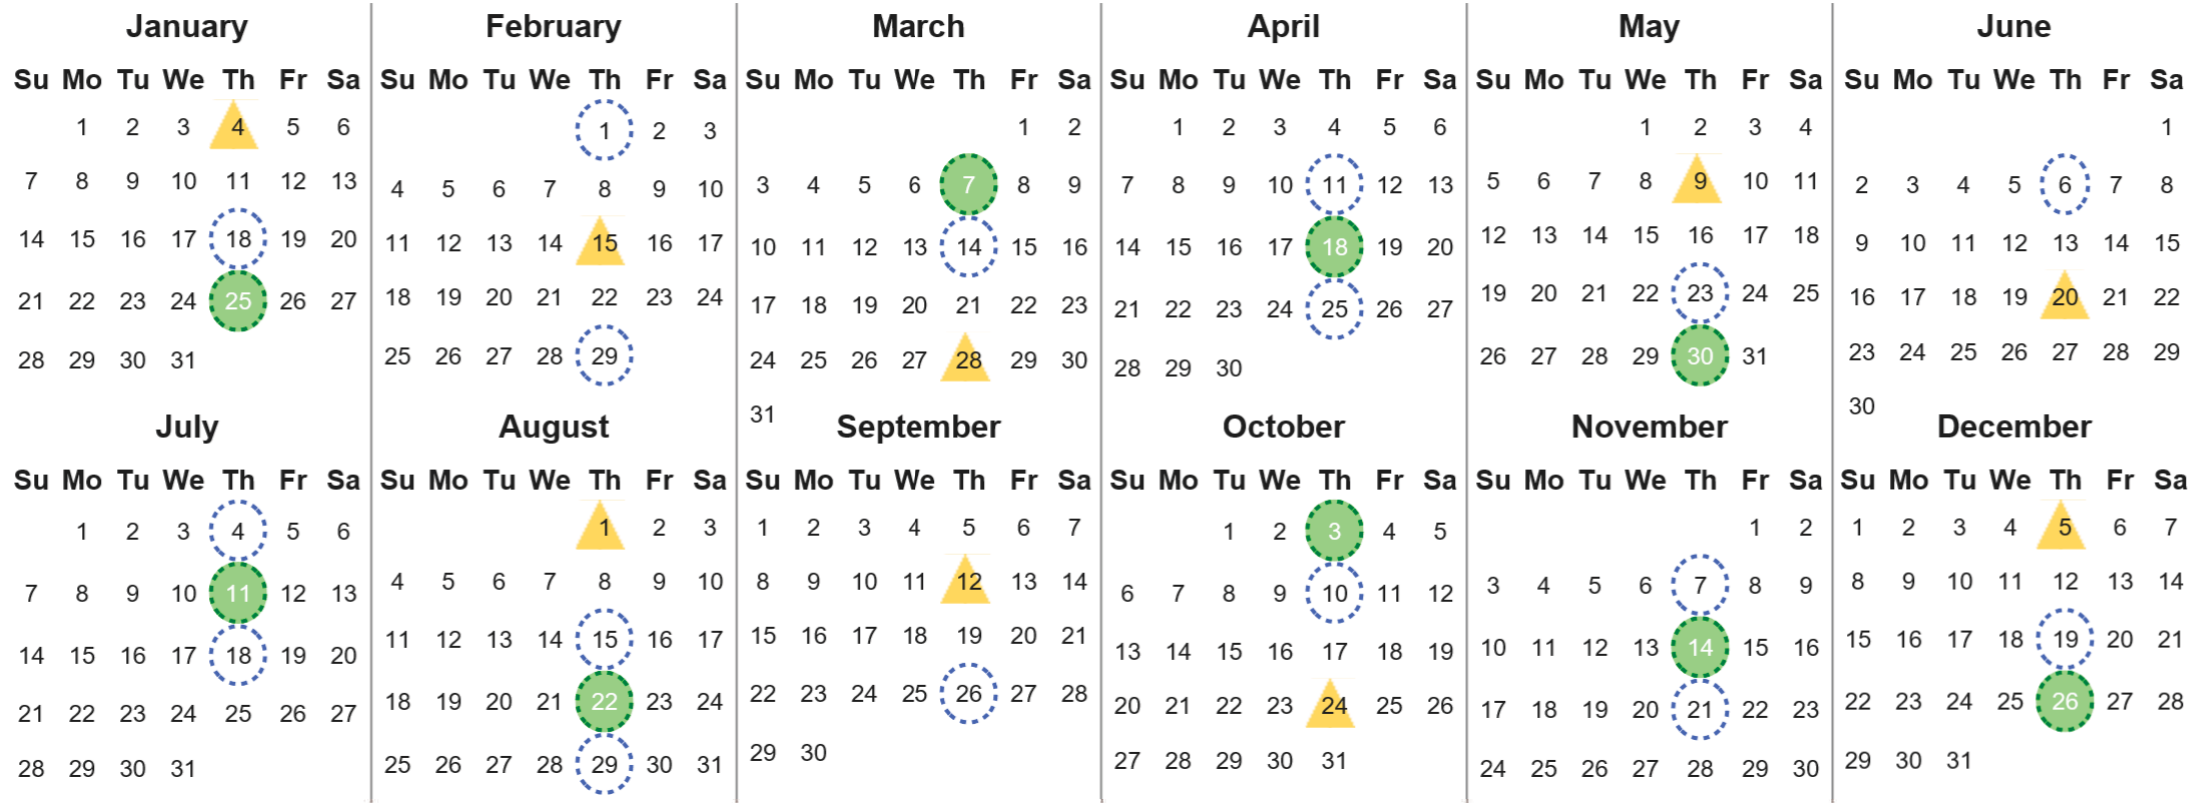 January February March April May June
Su Mo Tu We Th Fr Sa Su Mo Tu We Th Fr Sa Su Mo Tu We Th Fr Sa Su Mo Tu We Th Fr Sa Su Mo Tu We Th Fr Sa Su Mo Tu We Th Fr Sa
1 2 3 4 5 6 1 2 3 1 2 1 2 3 4 5 6 1 2 3 4 1
7 8 9 10 11 12 13 4 5 6 7 8 9 10 3 4 5 6 7 8 9 7 8 9 10 11 12 13 5 6 7 8 9 10 11 2 3 4 5 6 7 8
14 15 16 17 18 19 20 11 12 13 14 15 16 17 10 11 12 13 14 15 16 14 15 16 17 18 19 20 12 13 14 15 16 17 18 9 10 11 12 13 14 15
21 22 23 24 25 26 27 18 19 20 21 22 23 24 17 18 19 20 21 22 23 21 22 23 24 25 26 27 19 20 21 22 23 24 25 16 17 18 19 20 21 22
28 29 30 31 25 26 27 28 29 24 25 26 27 28 29 30 28 29 30 26 27 28 29 30 31 23 24 25 26 27 28 29
31 30
July August September October November December
Su Mo Tu We Th Fr Sa Su Mo Tu We Th Fr Sa Su Mo Tu We Th Fr Sa Su Mo Tu We Th Fr Sa Su Mo Tu We Th Fr Sa Su Mo Tu We Th Fr Sa
1 2 3 4 5 6 1 2 3 1 2 3 4 5 6 7 1 2 3 4 5 1 2 1 2 3 4 5 6 7
7 8 9 10 11 12 13 4 5 6 7 8 9 10 8 9 10 11 12 13 14 6 7 8 9 10 11 12 3 4 5 6 7 8 9 8 9 10 11 12 13 14
14 15 16 17 18 19 20 11 12 13 14 15 16 17 15 16 17 18 19 20 21 13 14 15 16 17 18 19 10 11 12 13 14 15 16 15 16 17 18 19 20 21
21 22 23 24 25 26 27 18 19 20 21 22 23 24 22 23 24 25 26 27 28 20 21 22 23 24 25 26 17 18 19 20 21 22 23 22 23 24 25 26 27 28
28 29 30 31 25 26 27 28 29 30 31 29 30 27 28 29 30 31 24 25 26 27 28 29 30 29 30 31